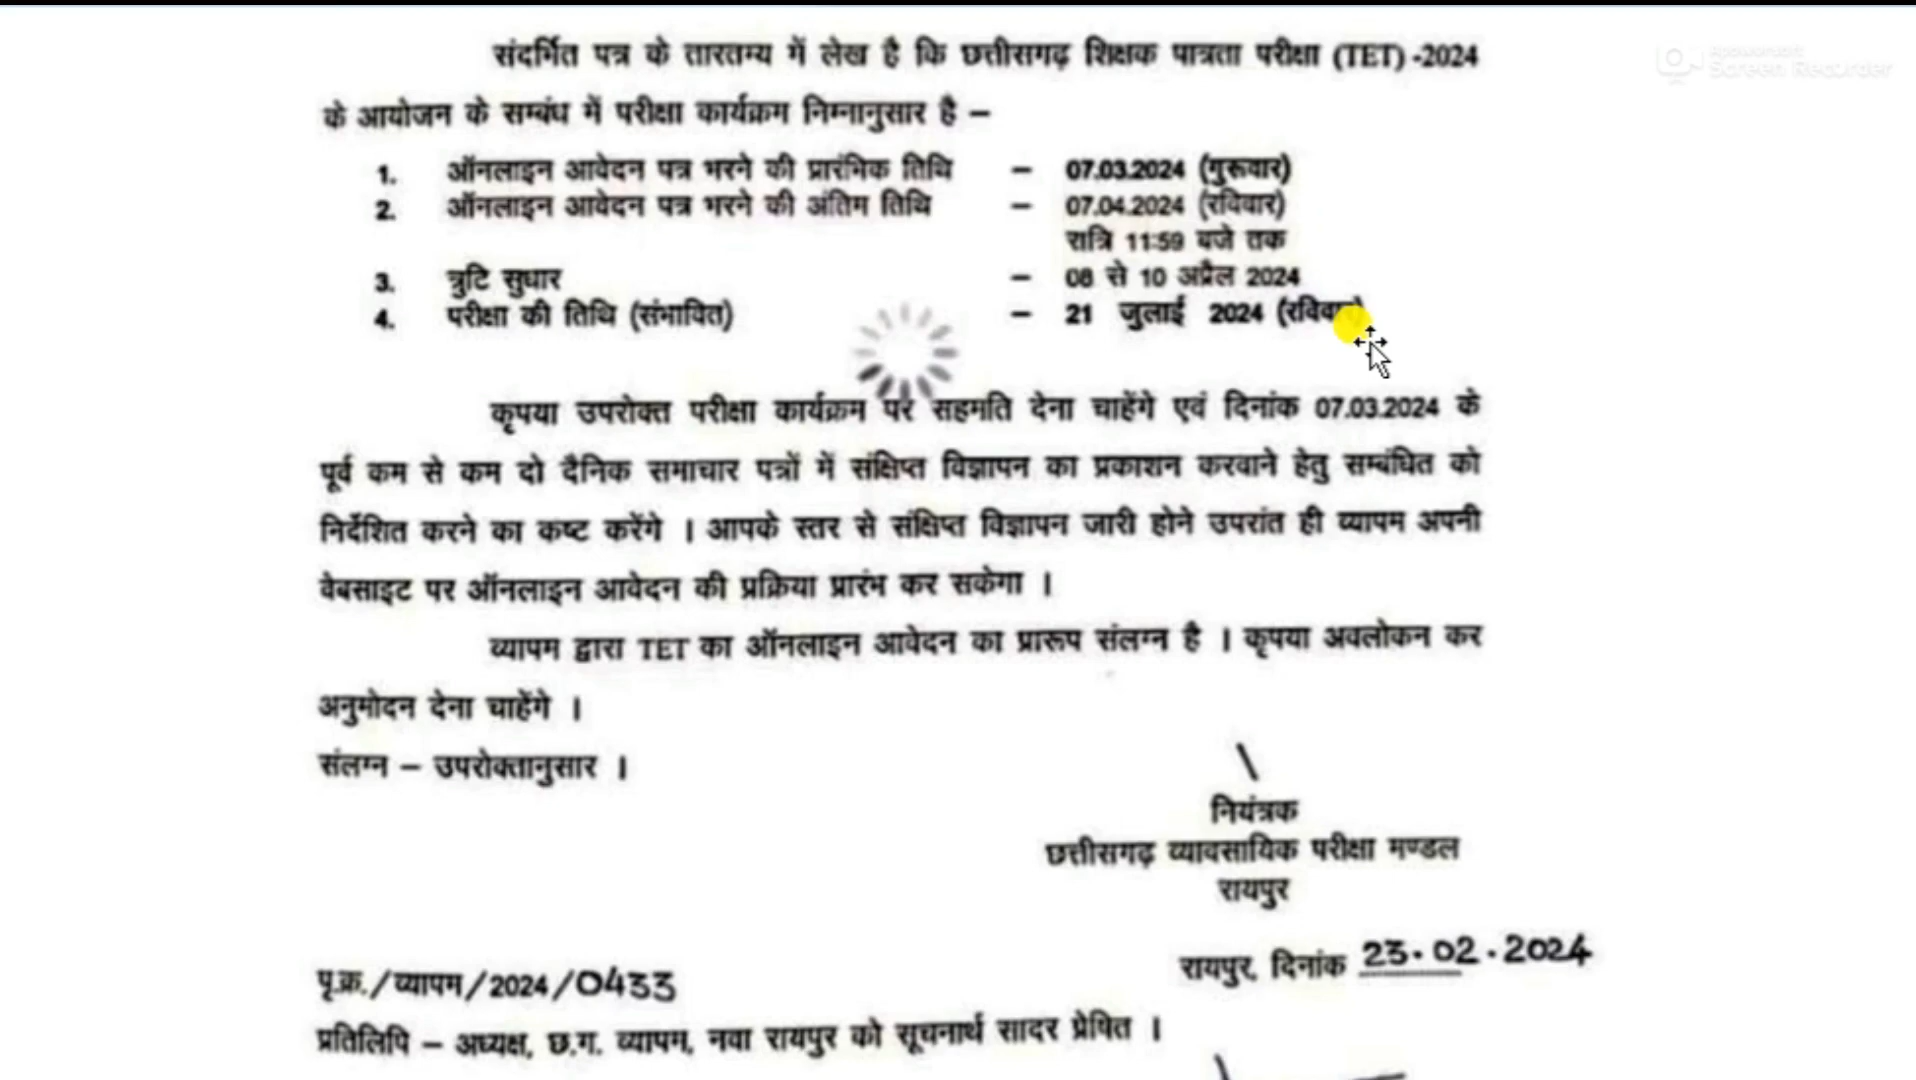 संदर्भित पत्र के तारतम्य में लेख है कि छत्तीसगढ़ शिक्षक पात्रता परीक्षा (TET) -2024
के आयोजन के सम्बंध में परीक्षा कार्यक्रम निम्नानुसार है –
1. ऑनलाइन आवेदन पत्र भरने की प्रारंभिक तिथि – 07.03.2024 (गुरूवार)
2. ऑनलाइन आवेदन पत्र भरने की अंतिम तिथि – 07.04.2024 (रविवार)
रात्रि 11:59 बजे तक
3. त्रुटि सुधार – 08 से 10 अप्रैल 2024
4. परीक्षा की तिथि (संभावित) – 21 जुलाई 2024 (रविवार)
कृपया उपरोक्त परीक्षा कार्यक्रम पर सहमति देना चाहेंगे एवं दिनांक 07.03.2024 के
पूर्व कम से कम दो दैनिक समाचार पत्रों में संक्षिप्त विज्ञापन का प्रकाशन करवाने हेतु सम्बंधित को
निर्देशित करने का कष्ट करेंगे । आपके स्तर से संक्षिप्त विज्ञापन जारी होने उपरांत ही व्यापम अपनी
वेबसाइट पर ऑनलाइन आवेदन की प्रक्रिया प्रारंभ कर सकेगा ।
व्यापम द्वारा TET का ऑनलाइन आवेदन का प्रारूप संलग्न है । कृपया अवलोकन कर
अनुमोदन देना चाहेंगे ।
संलग्न – उपरोक्तानुसार ।
नियंत्रक
छत्तीसगढ़ व्यावसायिक परीक्षा मण्डल
रायपुर
रायपुर, दिनांक 23.02.2024
पृ.क्र./व्यापम/2024/0433
प्रतिलिपि – अध्यक्ष, छ.ग. व्यापम, नवा रायपुर को सूचनार्थ सादर प्रेषित ।
Apowersoft
Screen Recorder